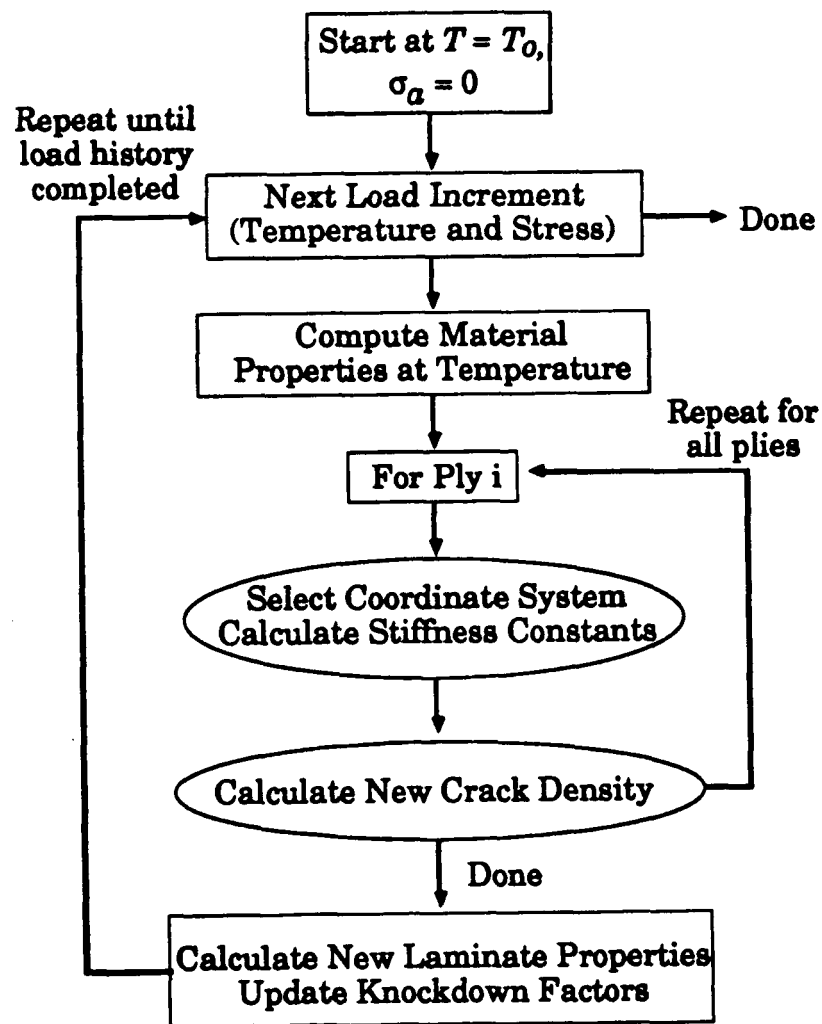 Start at T = To,
σa = 0
Repeat until
load history
completed
Next Load Increment
(Temperature and Stress)
Done
Compute Material
Properties at Temperature
Repeat for
all plies
For Ply i
Select Coordinate System
Calculate Stiffness Constants
Calculate New Crack Density
Done
Calculate New Laminate Properties
Update Knockdown Factors